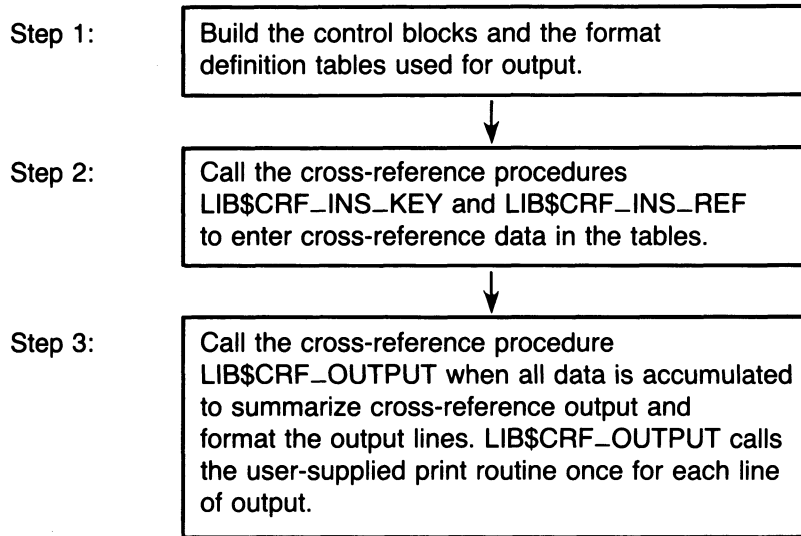 Step 1:
Build the control blocks and the format
definition tables used for output.
Step 2:
Call the cross-reference procedures
LIB$CRF_INS_KEY and LIB$CRF_INS_REF
to enter cross-reference data in the tables.
Step 3:
Call the cross-reference procedure
LIB$CRF_OUTPUT when all data is accumulated
to summarize cross-reference output and
format the output lines. LIB$CRF_OUTPUT calls
the user-supplied print routine once for each line
of output.